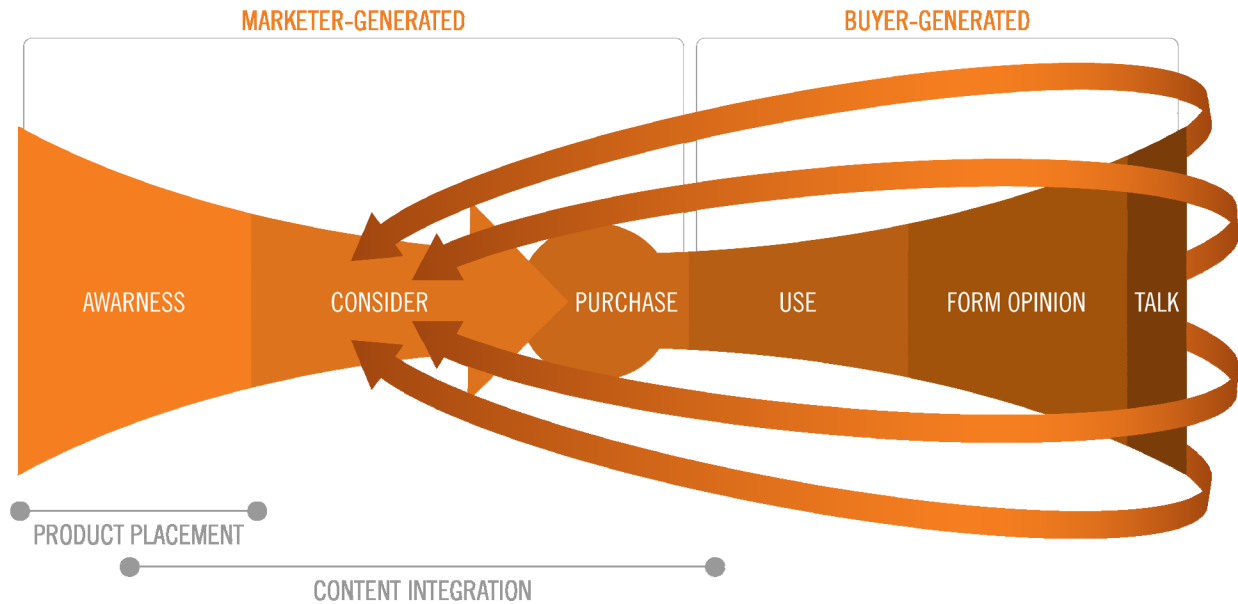 MARKETER-GENERATED
BUYER-GENERATED
AWARNESS
CONSIDER
PURCHASE
USE
FORM OPINION
TALK
PRODUCT PLACEMENT
CONTENT INTEGRATION